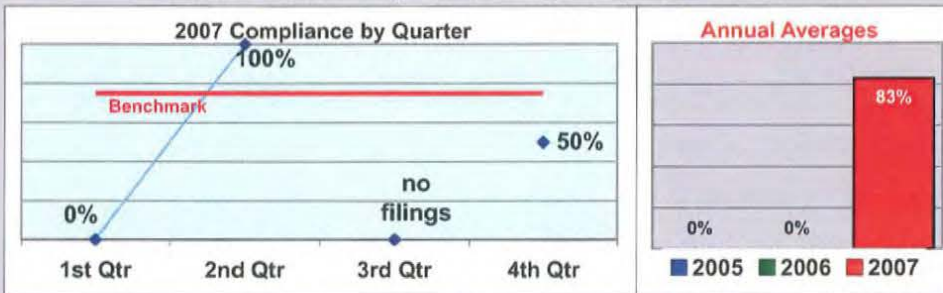 2007 Compliance by Quarter
100%
Benchmark
50%
0%
no
filings
1st Qtr 2nd Qtr 3rd Qtr 4th Qtr
Annual Averages
83%
0% 0%
2005 2006 2007